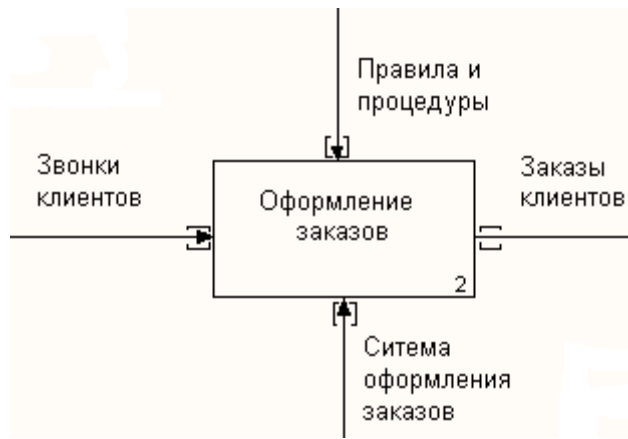 Правила и
процедуры
Звонки
клиентов
Заказы
клиентов
Оформление
заказов
2
Ситема
оформления
заказов